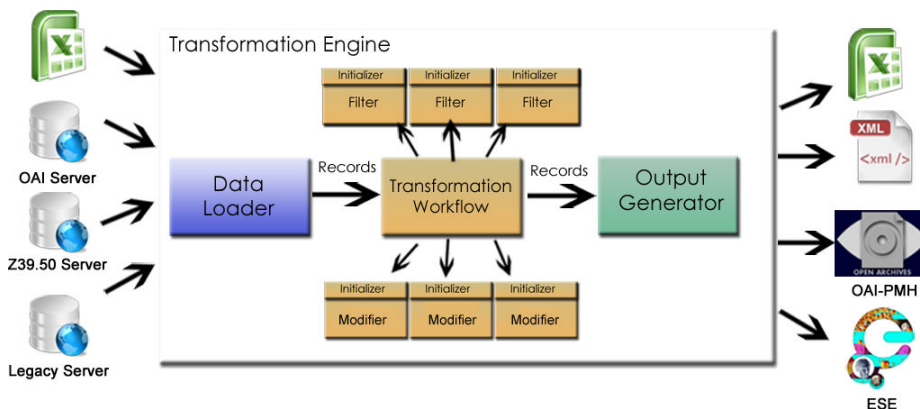 Transformation Engine
Initializer Initializer Initializer
Filter Filter Filter
OAI Server
Records
Records
Data
Loader
Transformation
Workflow
Output
Generator
Z39.50 Server
Initializer Initializer Initializer
Modifier Modifier Modifier
Legacy Server
XML
<xml />
OPEN ARCHIVES
OAI-PMH
ESE